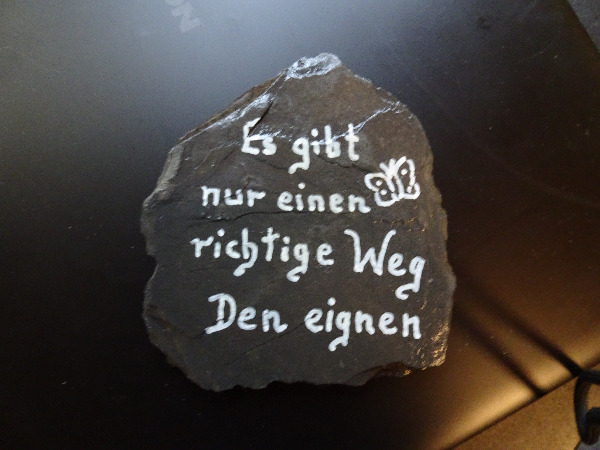 Es gibt
nur einen
richtige Weg
Den eignen